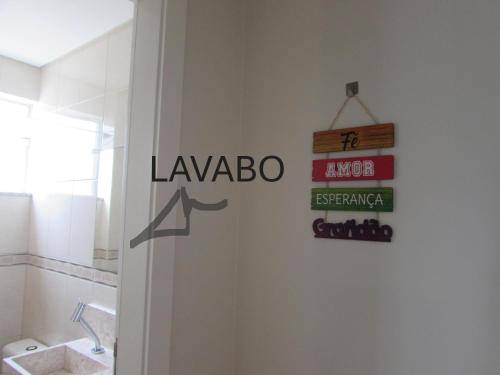 LAVABO
Fé
AMOR
ESPERANÇA
Gratidão